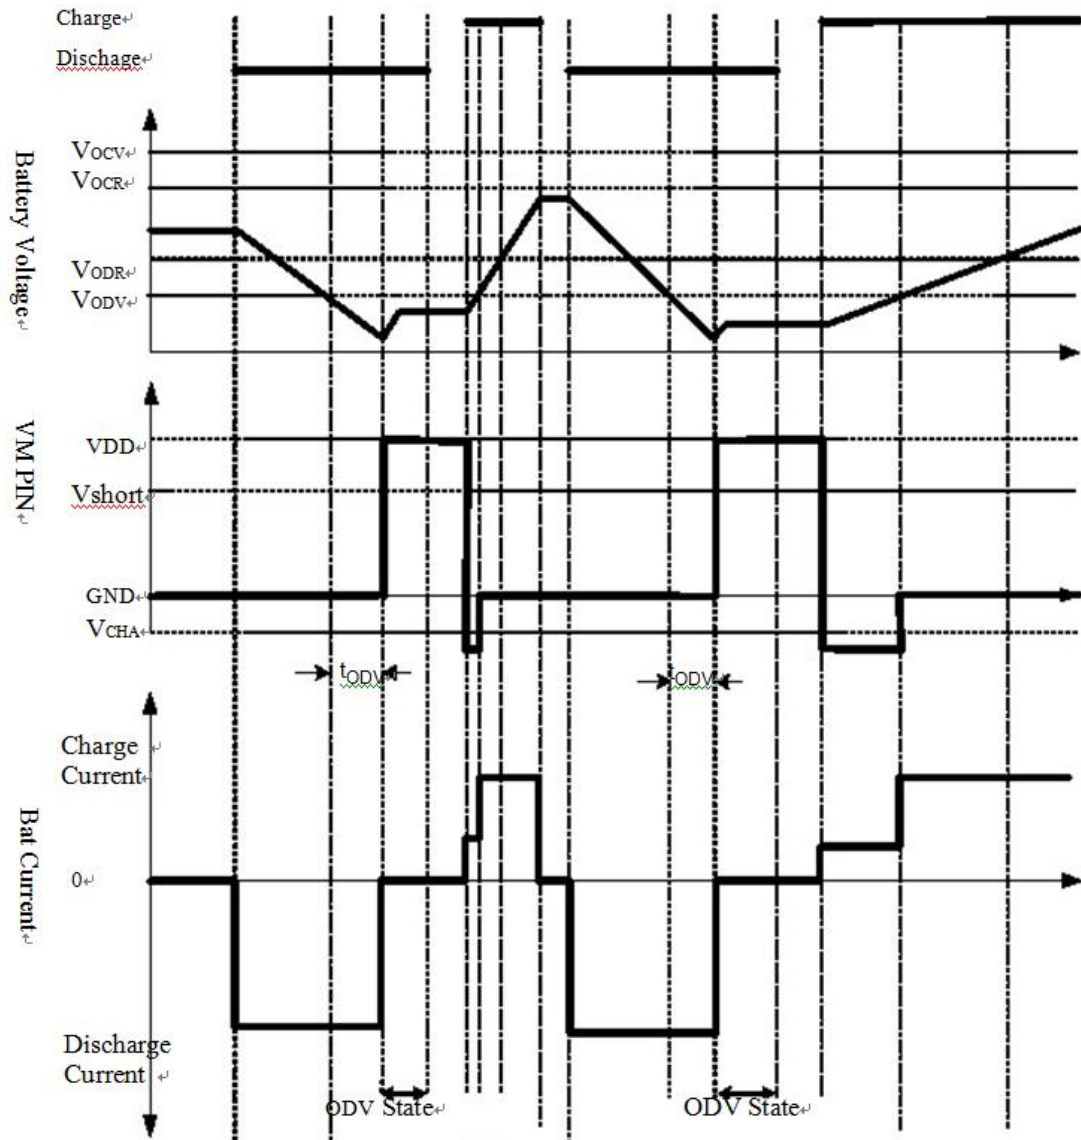 Charge
Dischage
Battery Voltage
VOCV
VOCR
VODR
VODV
VM PIN
VDD
Vshort
GND
VCHA
tODV
tODV
Bat Current
Charge
Current
0
Discharge
Current
ODV State
ODV State